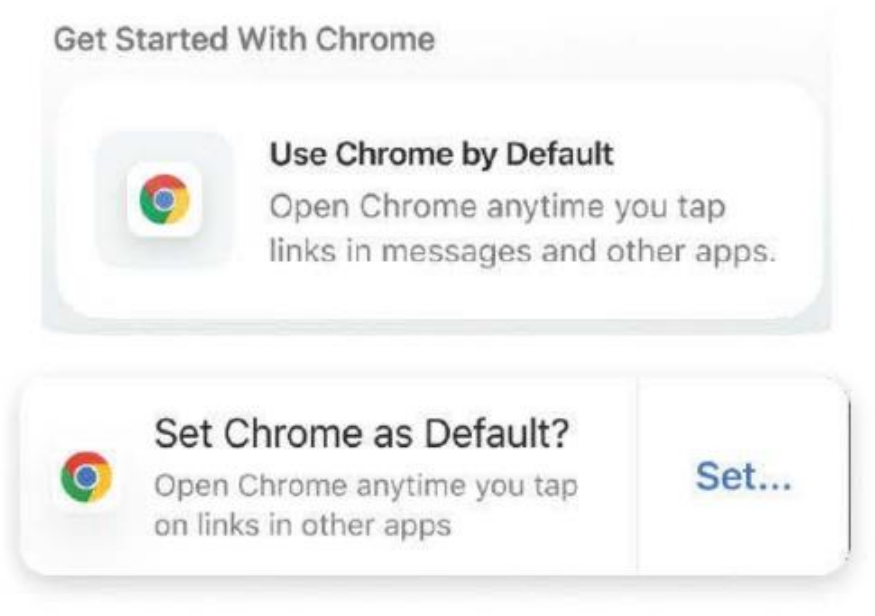 Get Started With Chrome
Use Chrome by Default
Open Chrome anytime you tap
links in messages and other apps.
Set Chrome as Default?
Open Chrome anytime you tap
on links in other apps
Set...